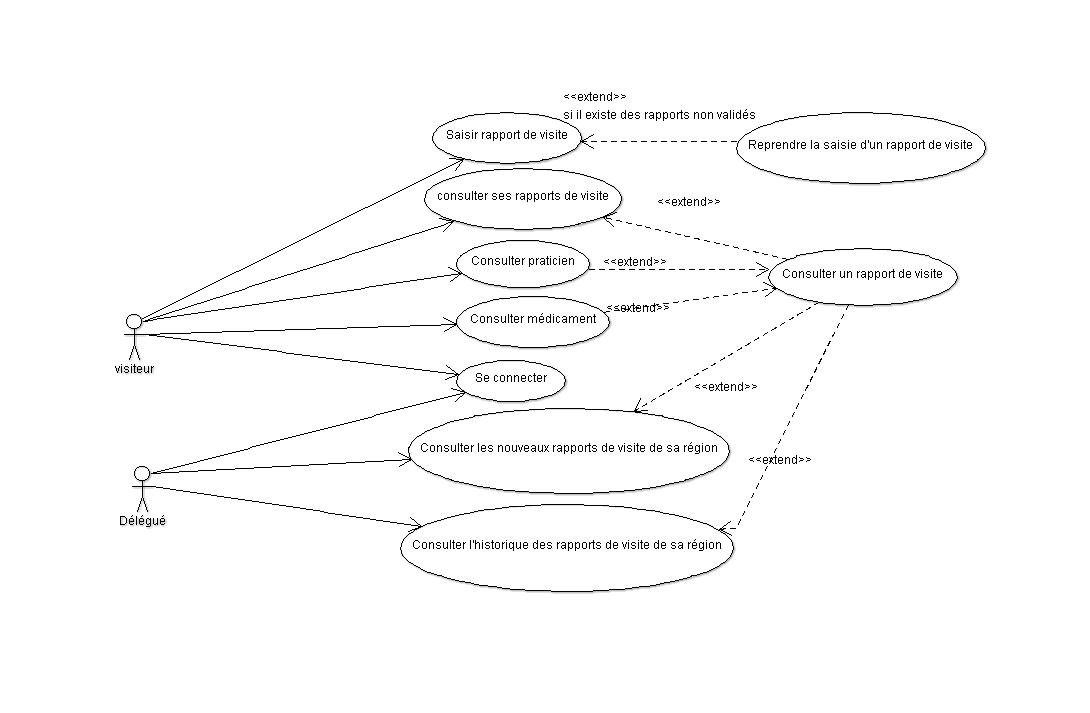 <<extend>>
si il existe des rapports non validés
Saisir rapport de visite
Reprendre la saisie d'un rapport de visite
consulter ses rapports de visite
<<extend>>
Consulter praticien
<<extend>>
Consulter un rapport de visite
<<extend>>
Consulter médicament
visiteur
Se connecter
<<extend>>
Consulter les nouveaux rapports de visite de sa région
<<extend>>
Délégué
Consulter l'historique des rapports de visite de sa région